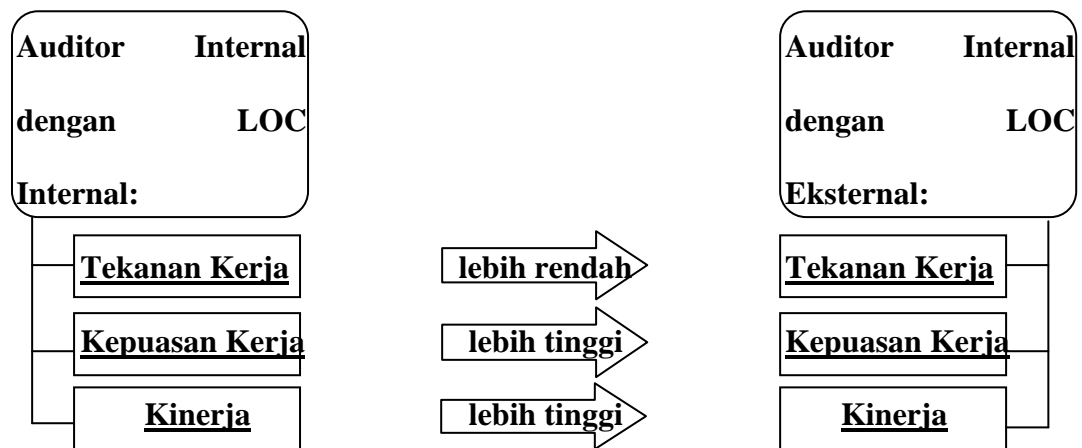 Auditor Internal
dengan LOC
Internal:
Auditor Internal
dengan LOC
Eksternal:
Tekanan Kerja
lebih rendah
Tekanan Kerja
Kepuasan Kerja
lebih tinggi
Kepuasan Kerja
Kinerja
lebih tinggi
Kinerja